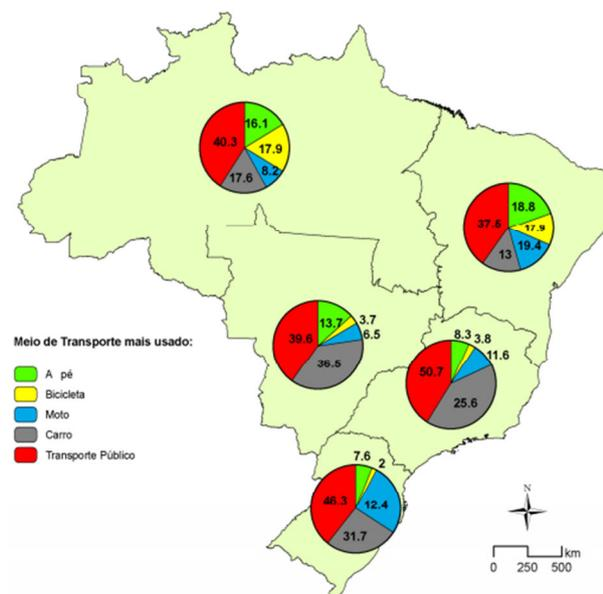 16.1
40.3
17.9
8.2
17.6
18.8
37.5
17.9
19.4
13
13.7
3.7
6.5
39.6
36.5
8.3
3.8
11.6
50.7
25.6
Meio de Transporte mais usado:
A pé
Bicicleta
Moto
Carro
Transporte Público
7.6
2
46.3
12.4
31.7
N
km
0 250 500